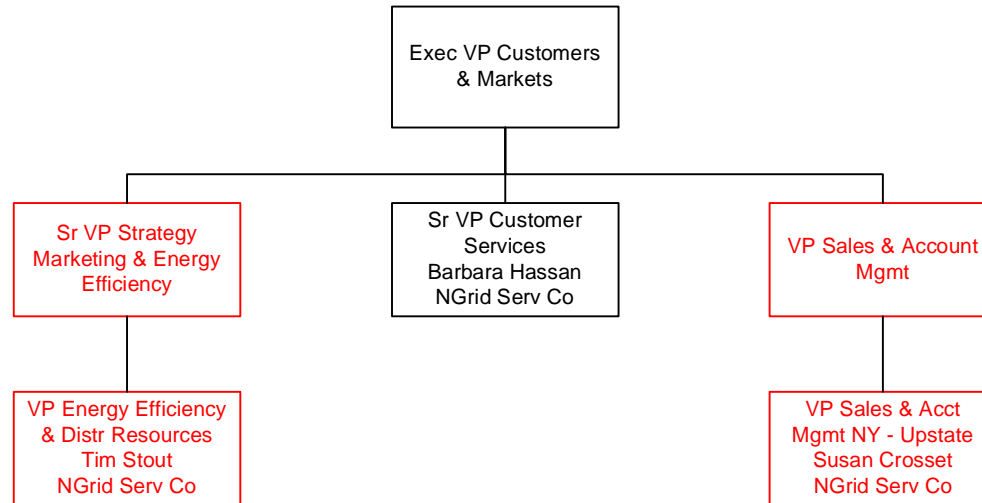 Exec VP Customers
& Markets
Sr VP Strategy
Marketing & Energy
Efficiency
Sr VP Customer
Services
Barbara Hassan
NGrid Serv Co
VP Sales & Account
Mgmt
VP Energy Efficiency
& Distr Resources
Tim Stout
NGrid Serv Co
VP Sales & Acct
Mgmt NY - Upstate
Susan Crosset
NGrid Serv Co